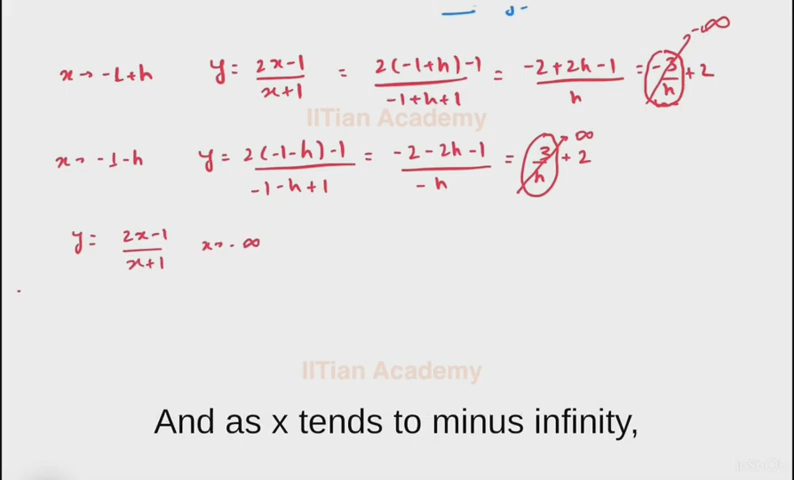 x → -1+h y = 2x-1/x+1 = 2(-1+h)-1/-1+h+1 = -2+2h-1/h = -3/h + 2 → -∞
IITian Academy
x → -1-h y = 2(-1-h)-1/-1-h+1 = -2-2h-1/-h = 3/h + 2 → ∞
y = 2x-1/x+1 x → -∞
IITian Academy
And as x tends to minus infinity,